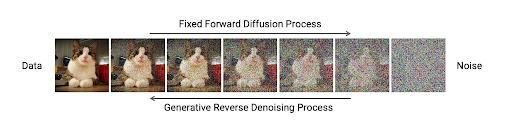 Fixed Forward Diffusion Process
Data
Noise
Generative Reverse Denoising Process